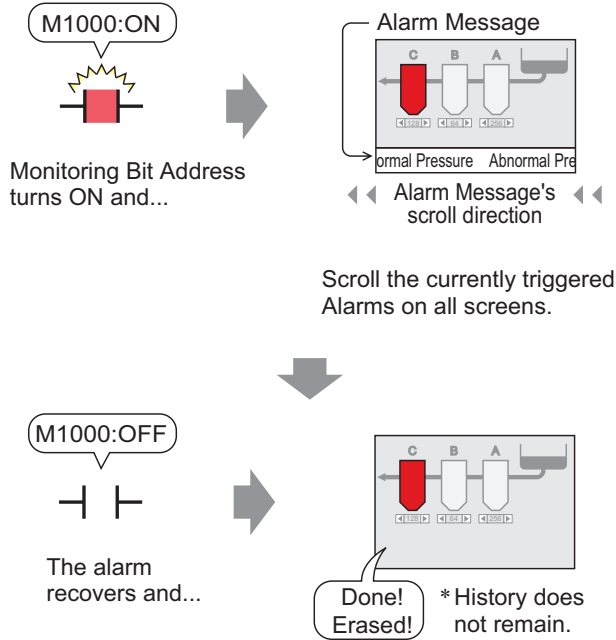 M1000:ON
Alarm Message
C B A
128 64 256
Monitoring Bit Address
turns ON and...
ormal Pressure Abnormal Pre
Alarm Message's
scroll direction
Scroll the currently triggered
Alarms on all screens.
M1000:OFF
C B A
128 64 256
The alarm
recovers and...
Done!
Erased!
* History does
not remain.